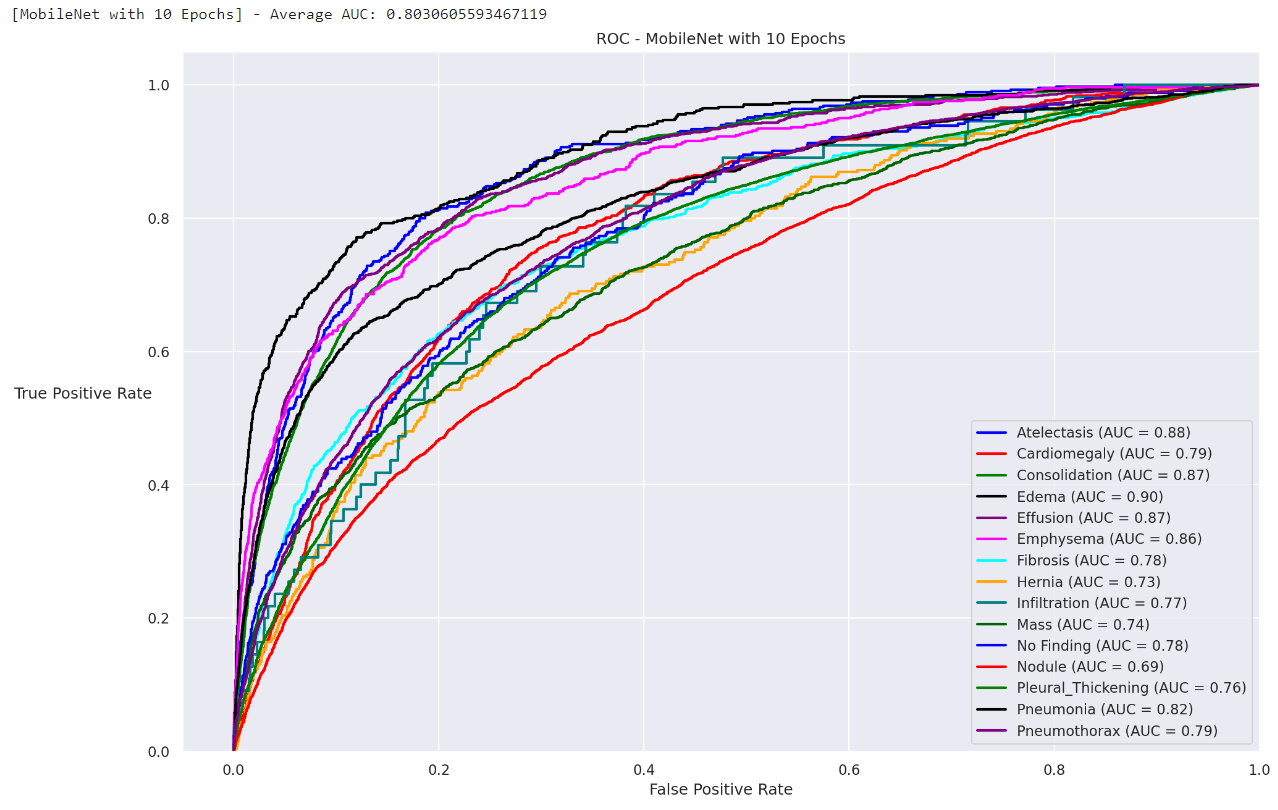 [MobileNet with 10 Epochs] - Average AUC: 0.8030605593467119
ROC - MobileNet with 10 Epochs
1.0
0.8
0.6
True Positive Rate
0.4
0.2
0.0
Atelectasis (AUC = 0.88)
Cardiomegaly (AUC = 0.79)
Consolidation (AUC = 0.87)
Edema (AUC = 0.90)
Effusion (AUC = 0.87)
Emphysema (AUC = 0.86)
Fibrosis (AUC = 0.78)
Hernia (AUC = 0.73)
Infiltration (AUC = 0.77)
Mass (AUC = 0.74)
No Finding (AUC = 0.78)
Nodule (AUC = 0.69)
Pleural_Thickening (AUC = 0.76)
Pneumonia (AUC = 0.82)
Pneumothorax (AUC = 0.79)
0.0 0.2 0.4 0.6 0.8 1.0
False Positive Rate